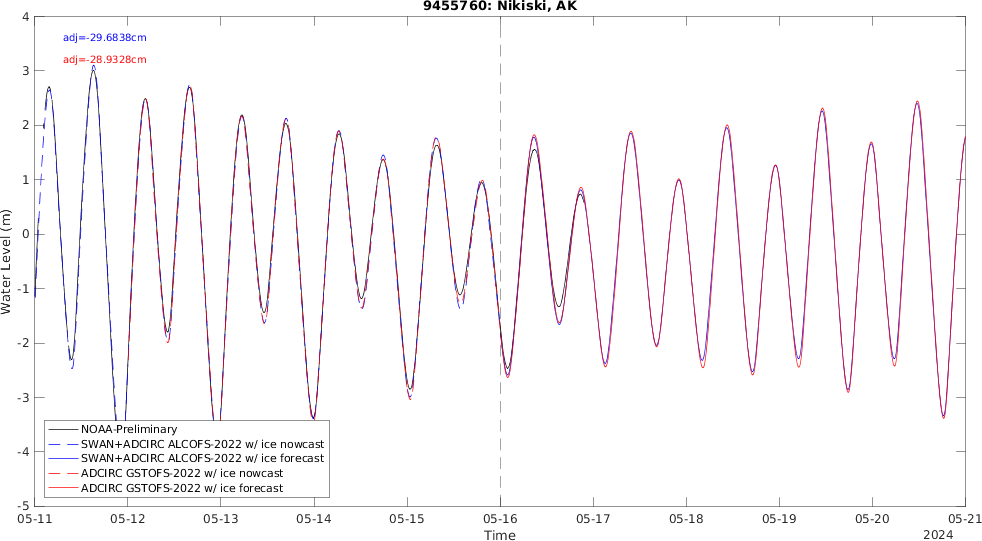 9455760: Nikiski, AK
adj=-29.6838cm
adj=-28.9328cm
4
3
2
1
0
-1
-2
-3
-4
-5
Water Level (m)
NOAA-Preliminary
SWAN+ADCIRC ALCOFS-2022 w/ ice nowcast
SWAN+ADCIRC ALCOFS-2022 w/ ice forecast
ADCIRC GSTOFS-2022 w/ ice nowcast
ADCIRC GSTOFS-2022 w/ ice forecast
05-11 05-12 05-13 05-14 05-15 05-16 05-17 05-18 05-19 05-20 05-21
Time
2024